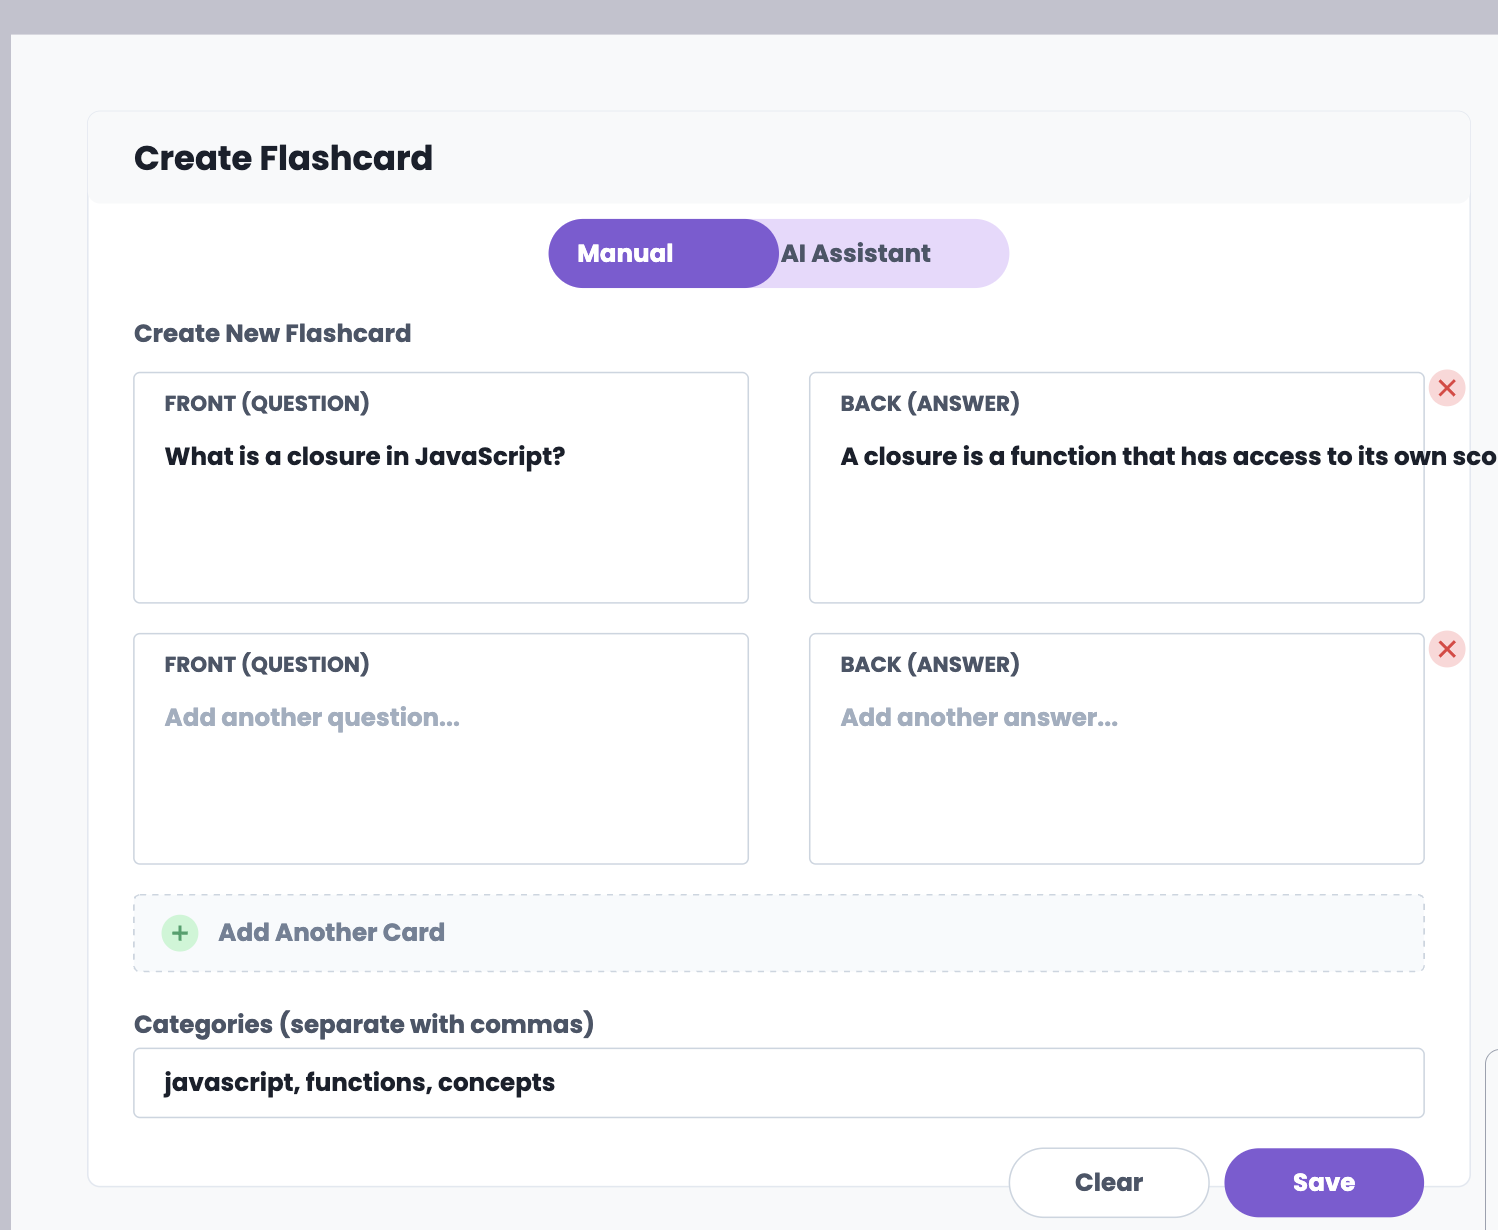 Create Flashcard
Manual AI Assistant
Create New Flashcard
FRONT (QUESTION) BACK (ANSWER)
What is a closure in JavaScript? A closure is a function that has access to its own sco
FRONT (QUESTION) BACK (ANSWER)
Add another question... Add another answer...
+ Add Another Card
Categories (separate with commas)
javascript, functions, concepts
Clear Save